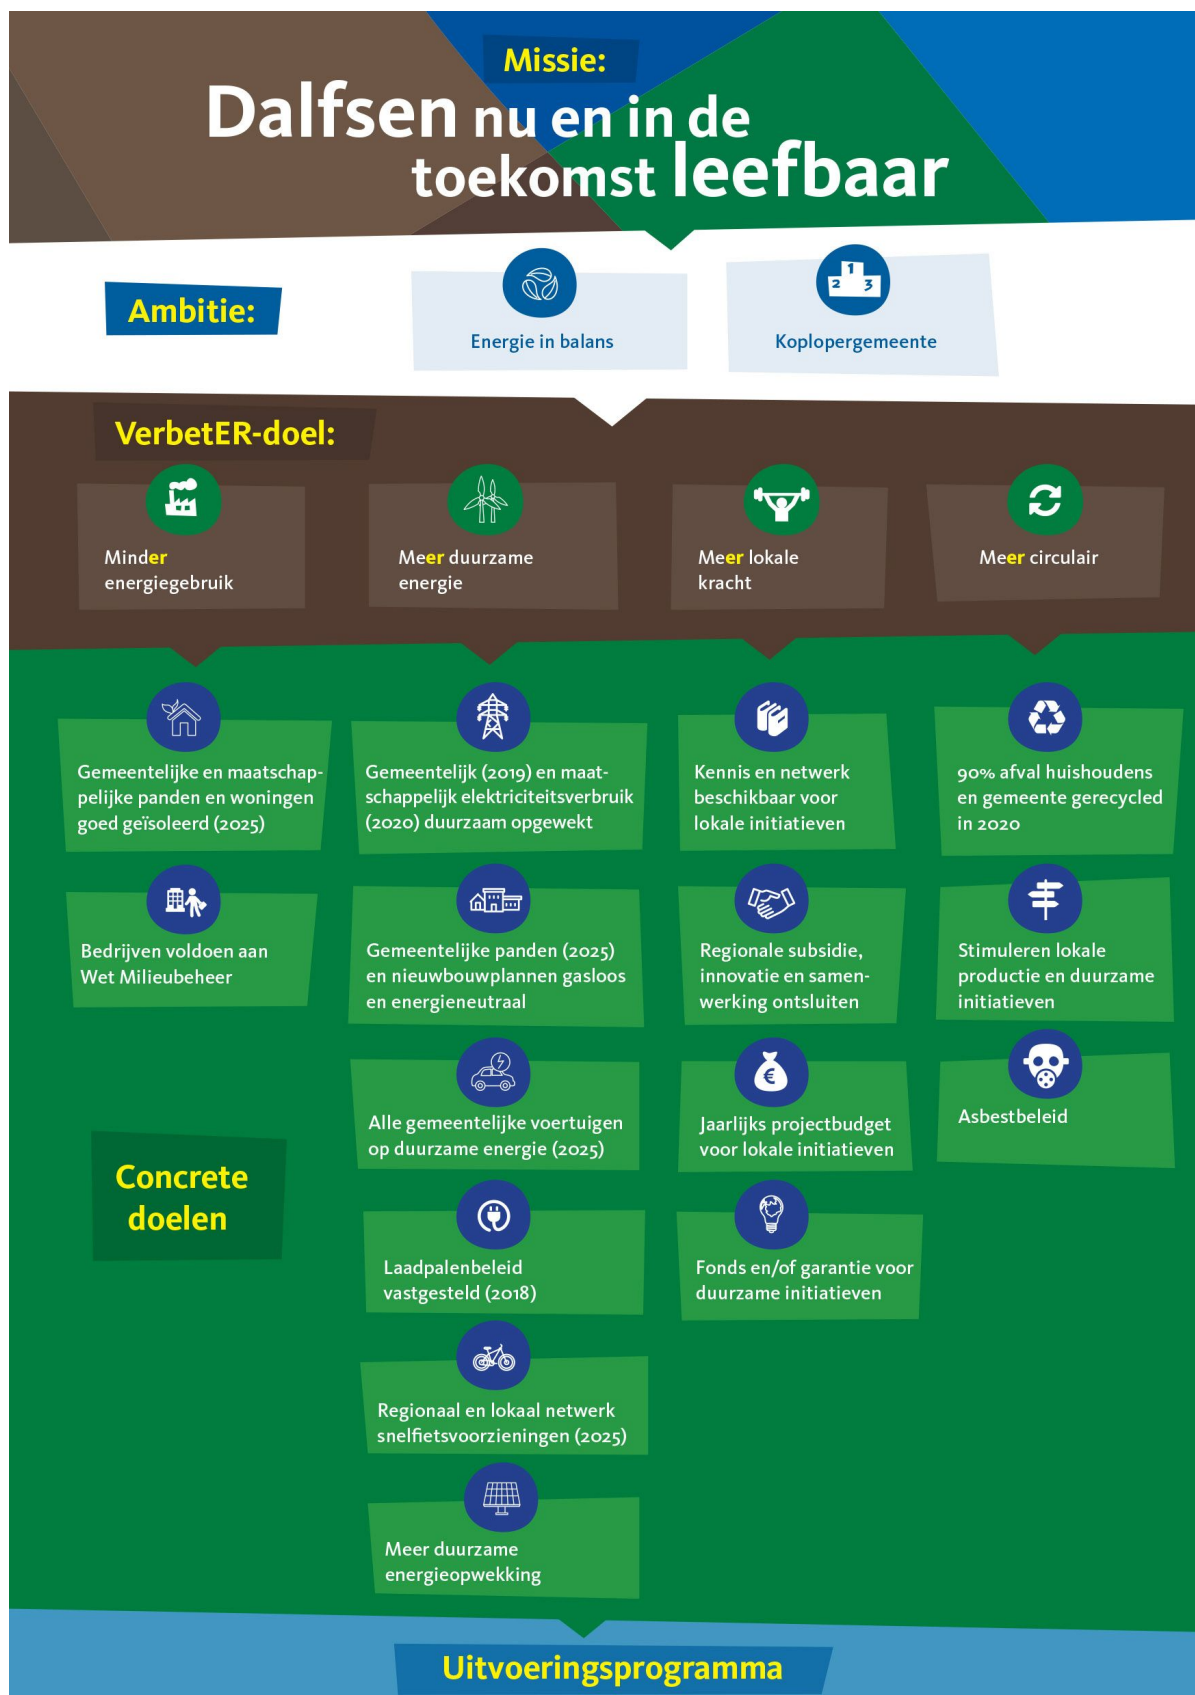 Missie:
Dalfsen nu en in de
toekomst leefbaar
Ambitie:
Energie in balans
1
2 3
Koplopergemeente
VerbetER-doel:
Minder
energiegebruik
Meer duurzame
energie
Meer lokale
kracht
Meer circulair
Gemeentelijke en maatschap-
pelijke panden en woningen
goed geïsoleerd (2025)
Bedrijven voldoen aan
Wet Milieubeheer
Gemeentelijk (2019) en maat-
schappelijk elektriciteitsverbruik
(2020) duurzaam opgewekt
Gemeentelijke panden (2025)
en nieuwbouwplannen gasloos
en energieneutraal
Alle gemeentelijke voertuigen
op duurzame energie (2025)
Laadpalenbeleid
vastgesteld (2018)
Regionaal en lokaal netwerk
snelfietsvoorzieningen (2025)
Meer duurzame
energieopwekking
Kennis en netwerk
beschikbaar voor
lokale initiatieven
Regionale subsidie,
innovatie en samen-
werking ontsluiten
€
Jaarlijks projectbudget
voor lokale initiatieven
Fonds en/of garantie voor
duurzame initiatieven
90% afval huishoudens
en gemeente gerecycled
in 2020
Stimuleren lokale
productie en duurzame
initiatieven
Asbestbeleid
Concrete
doelen
Uitvoeringsprogramma